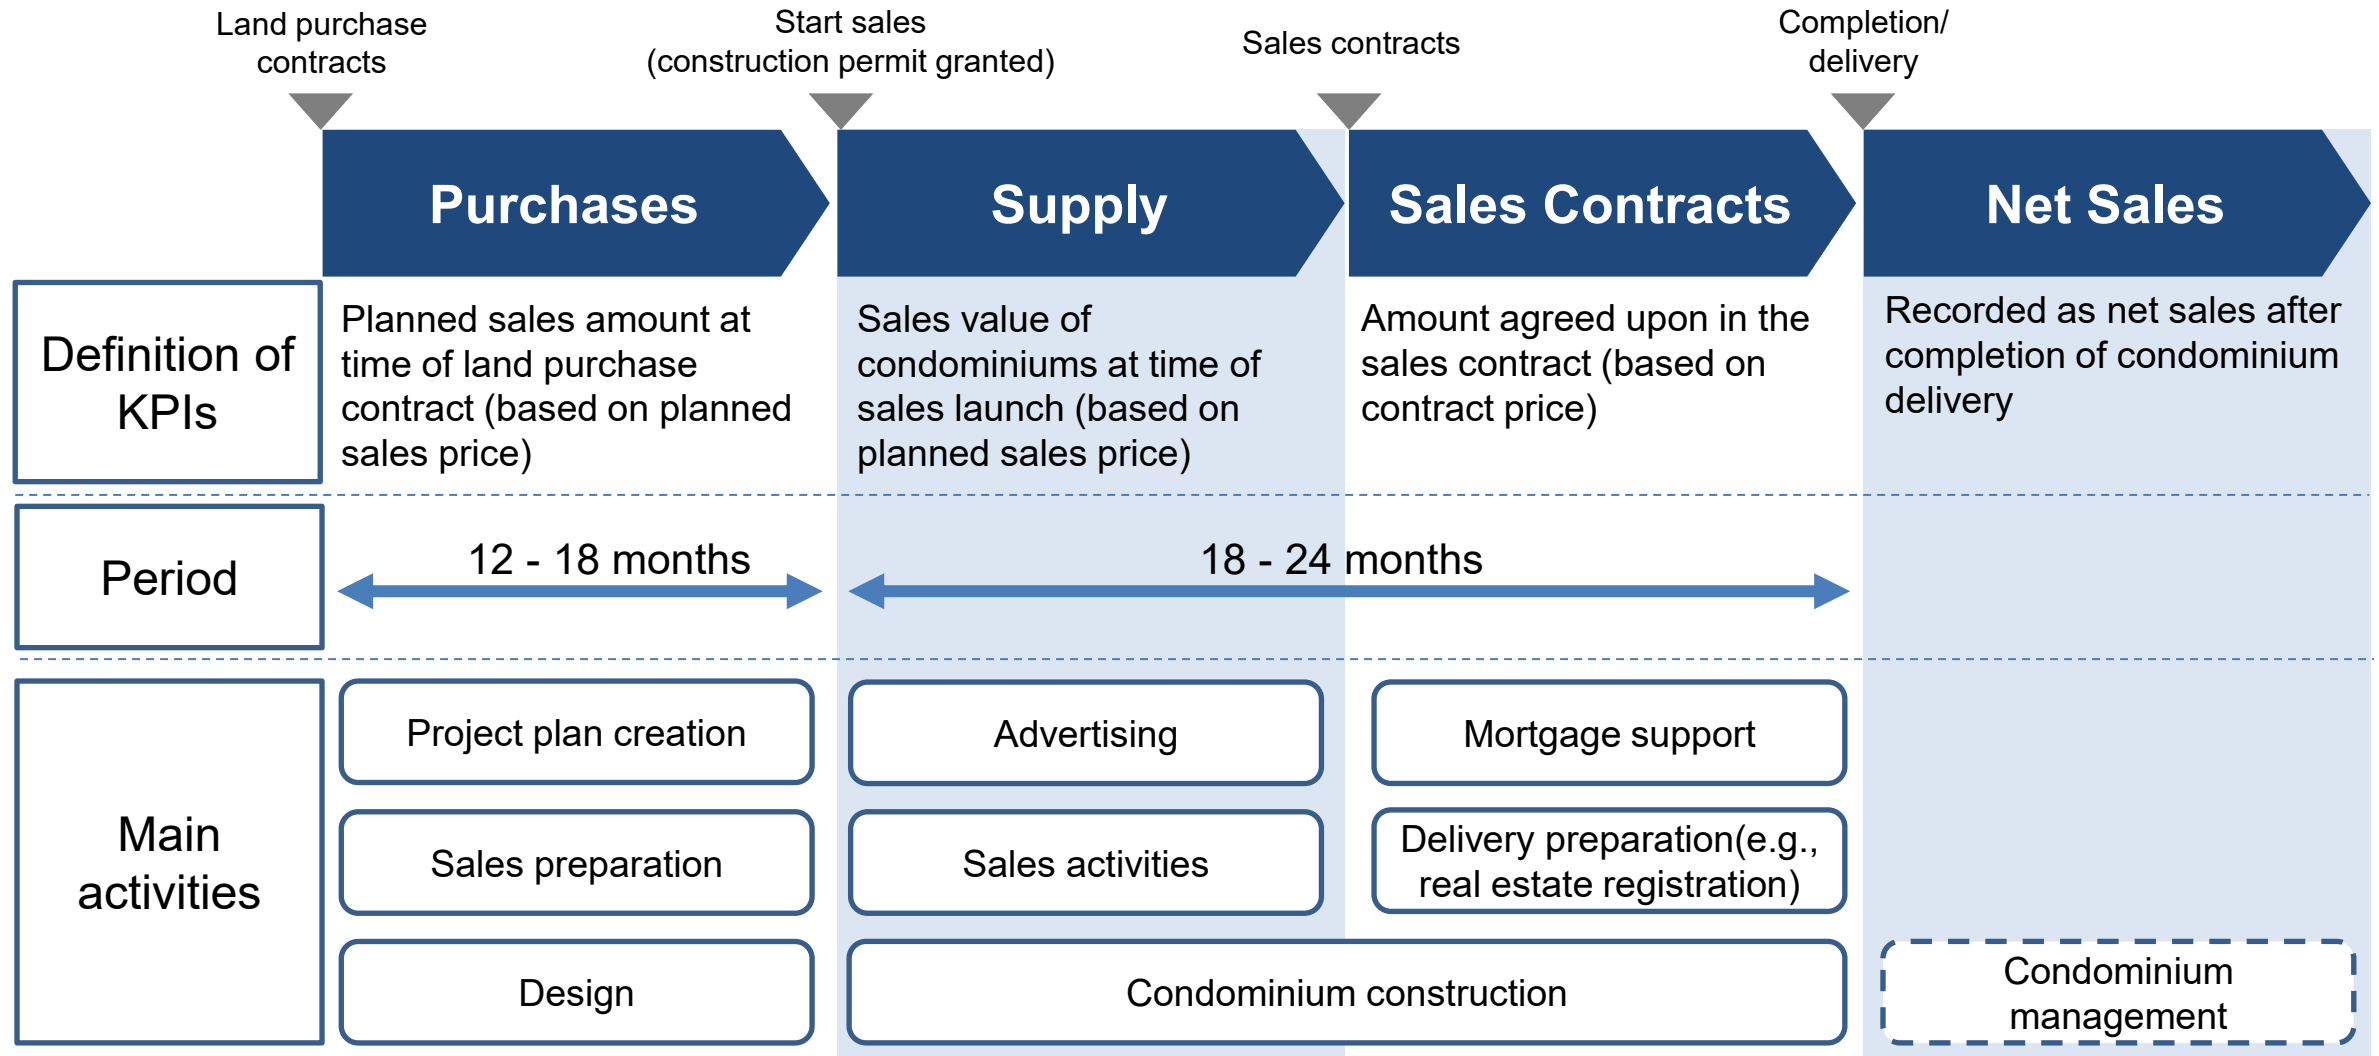 Land purchase
contracts
Start sales
(construction permit granted)
Sales contracts
Completion/
delivery
Purchases
Supply
Sales Contracts
Net Sales
Definition of
KPIs
Planned sales amount at
time of land purchase
contract (based on planned
sales price)
Sales value of
condominiums at time of
sales launch (based on
planned sales price)
Amount agreed upon in the
sales contract (based on
contract price)
Recorded as net sales after
completion of condominium
delivery
Period
12 - 18 months
18 - 24 months
Main
activities
Project plan creation
Advertising
Mortgage support
Sales preparation
Sales activities
Delivery preparation(e.g.,
real estate registration)
Design
Condominium construction
Condominium
management